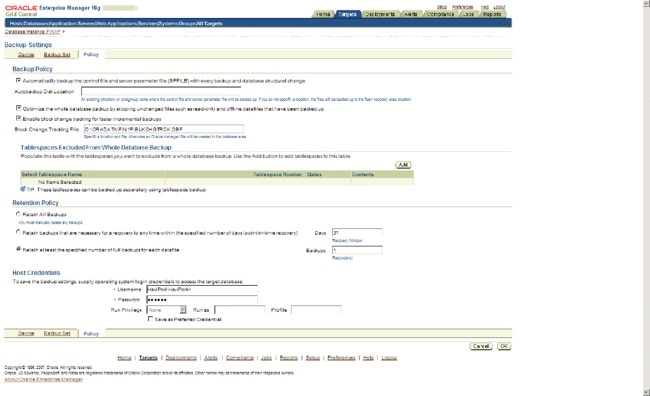 ORACLE Enterprise Manager 10g
Grid Control
Setup Preferences Help Logout
Home Targets Deployments Alerts Compliance Jobs Reports
Hosts|Databases|Application Servers|Web Applications|Services|Systems|Groups|All Targets
Database Instance:
Backup Settings
Device Backup Set Policy
Backup Policy
Automatically backup the control file and server parameter file (SPFILE) with every backup and database structural change
Autobackup Disk Location
An existing directory or diskgroup name where the control file and server parameter file will be backed up. If you do not specify a location, the files will be backed up to the flash recovery area location.
Optimize the whole database backup by skipping unchanged files such as read-only and offline datafiles that have been backed up
Enable block change tracking for faster incremental backups
Block Change Tracking File
Specify a location and file, otherwise an Oracle managed file will be created in the database area.
Tablespaces Excluded From Whole Database Backup
Populate this table with the tablespaces you want to exclude from a whole database backup. Use the Add button to add tablespaces to this table.
Add
Select Tablespace Name Tablespace Number Status Contents
No Items Selected
TIP These tablespaces can be backed up separately using tablespace backup.
Retention Policy
Retain All Backups
You must manually delete any backups
Retain backups that are necessary for a recovery to any time within the specified number of days (point-in-time recovery) Days 31
Recovery Window
Retain at least the specified number of full backups for each datafile Backups 1
Redundancy
Host Credentials
To save the backup settings, supply operating system login credentials to access the target database.
* Username
* Password
Run Privilege None Run as Profile
Save as Preferred Credential
Device Backup Set Policy
Cancel OK
Home | Targets | Deployments | Alerts | Compliance | Jobs | Reports | Setup | Preferences | Help | Logout
Copyright © 1996, 2007, Oracle. All rights reserved.
Oracle, JD Edwards, PeopleSoft, and Retek are registered trademarks of Oracle Corporation and/or its affiliates. Other names may be trademarks of their respective owners.
About Oracle Enterprise Manager